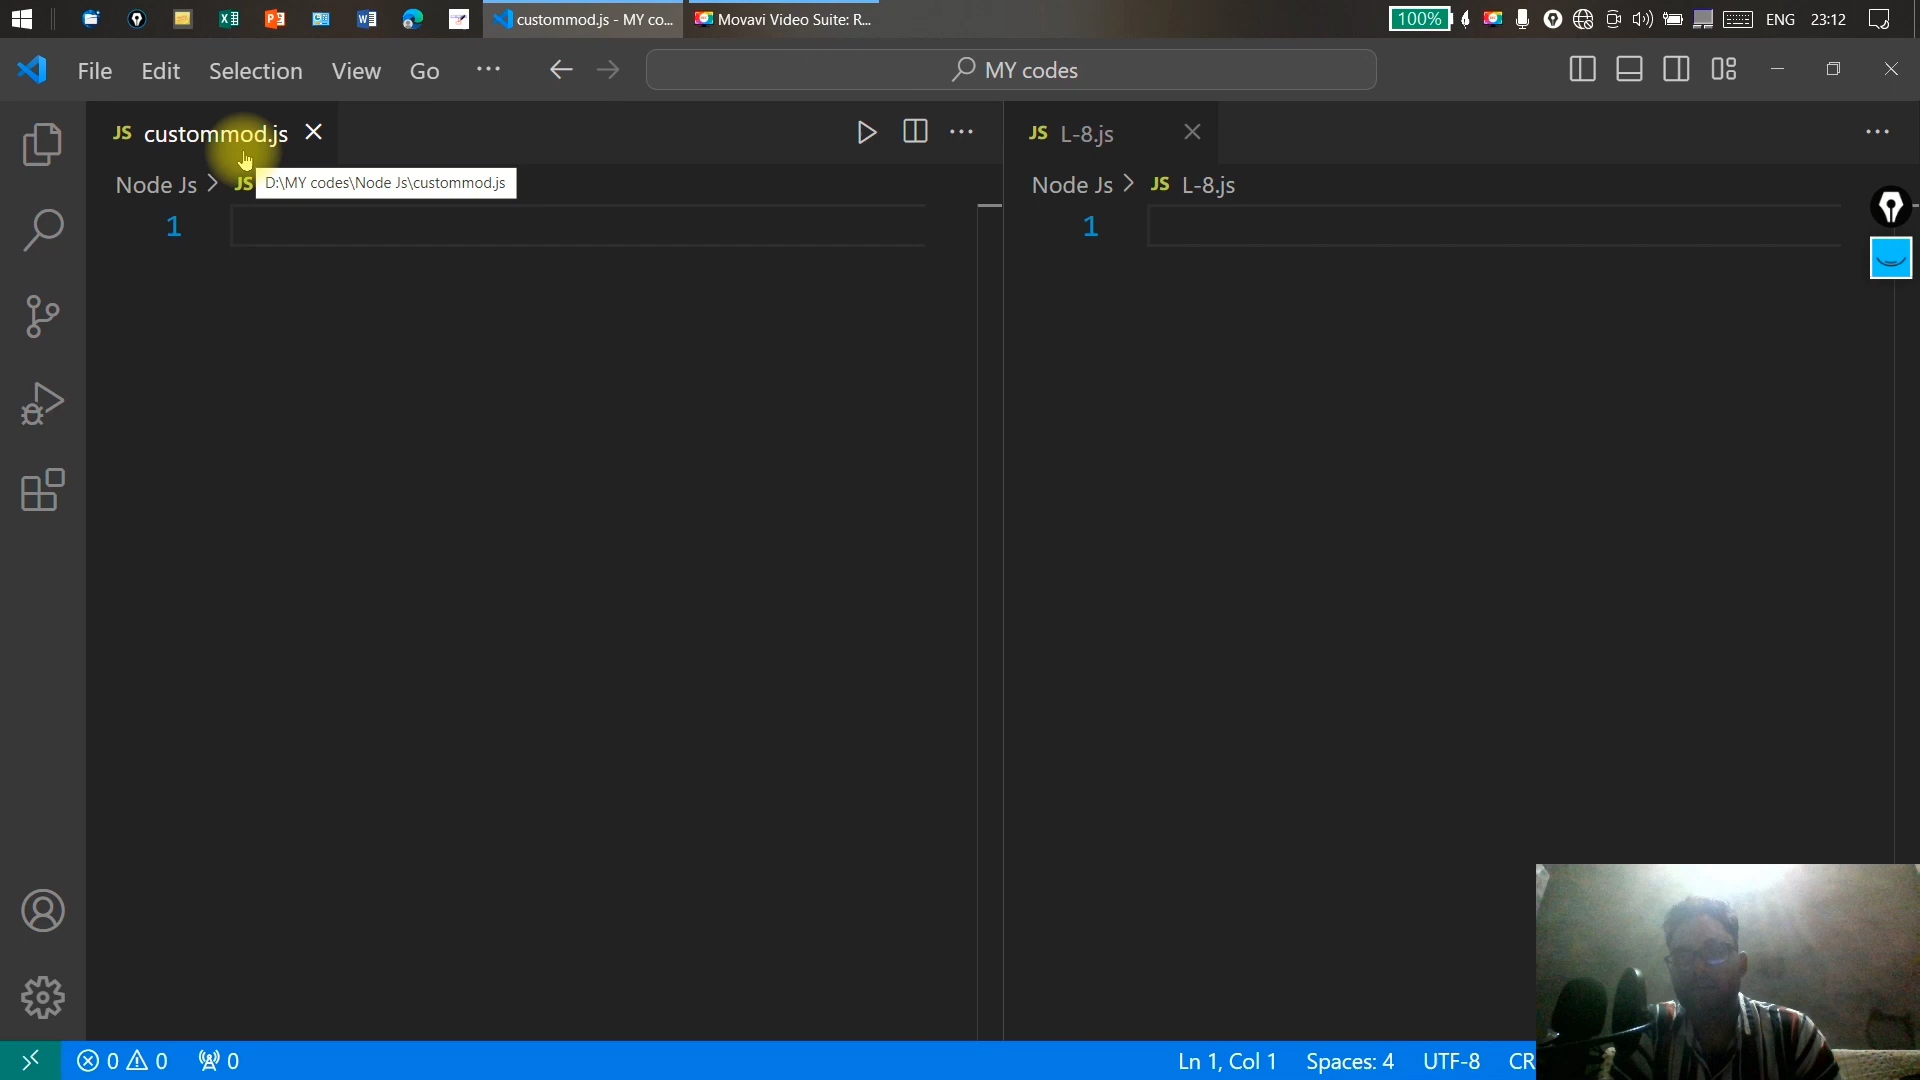 custommod.js - MY co...
Movavi Video Suite: R...
100%
ENG
23:12
File Edit Selection View Go ...
MY codes
JS custommod.js
JS L-8.js
Node Js > JS
D:\MY codes\Node Js\custommod.js
Node Js > JS L-8.js
1
1
0 0 0
Ln 1, Col 1 Spaces: 4 UTF-8 CR